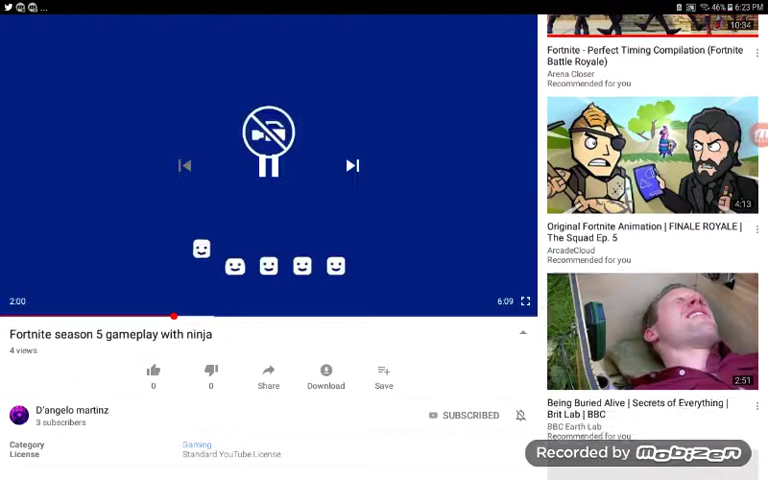 46% 6:23 PM
10:34
Fortnite - Perfect Timing Compilation (Fortnite
Battle Royale)
Arena Closer
Recommended for you
4:13
Original Fortnite Animation | FINALE ROYALE |
The Squad Ep. 5
ArcadeCloud
Recommended for you
2:51
Being Buried Alive | Secrets of Everything |
Brit Lab | BBC
BBC Earth Lab
Recommended for you
2:00
6:09
Fortnite season 5 gameplay with ninja
4 views
0
0
Share
Download
Save
D'angelo martinz
3 subscribers
SUBSCRIBED
Category
Gaming
License
Standard YouTube License
Recorded by mobizen